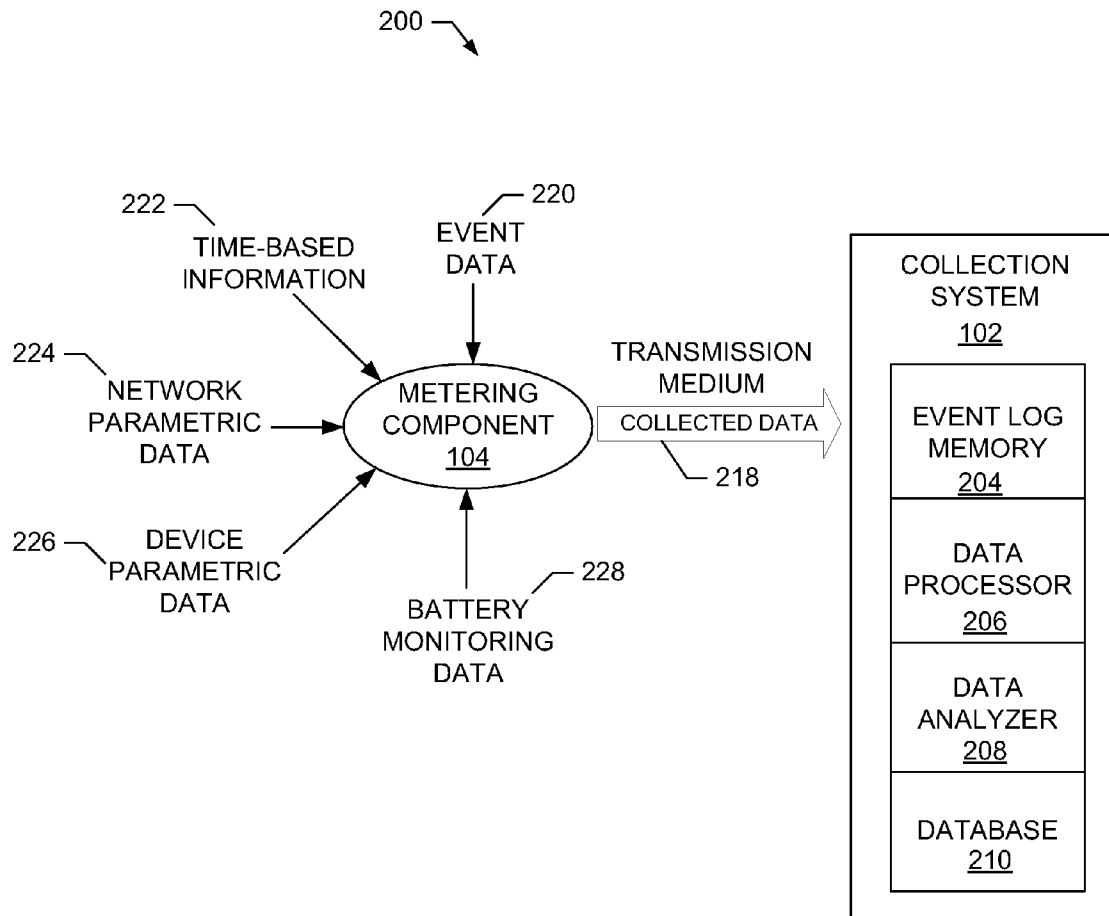 200
222
TIME-BASED
INFORMATION
220
EVENT
DATA
224
NETWORK
PARAMETRIC
DATA
226
DEVICE
PARAMETRIC
DATA
228
BATTERY
MONITORING
DATA
METERING
COMPONENT
104
TRANSMISSION
MEDIUM
COLLECTED DATA
218
COLLECTION
SYSTEM
102
EVENT LOG
MEMORY
204
DATA
PROCESSOR
206
DATA
ANALYZER
208
DATABASE
210